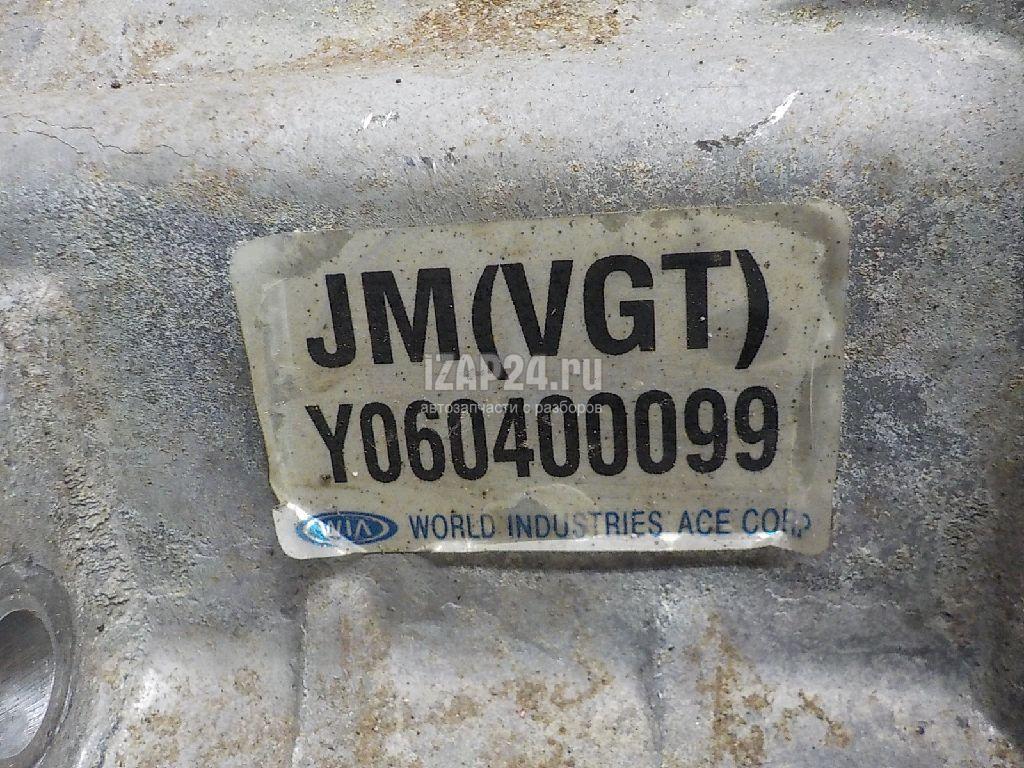 JM(VGT)
iZAP24.ru
автозапчасти с разборов
Y060400099
WIA WORLD INDUSTRIES ACE CORP